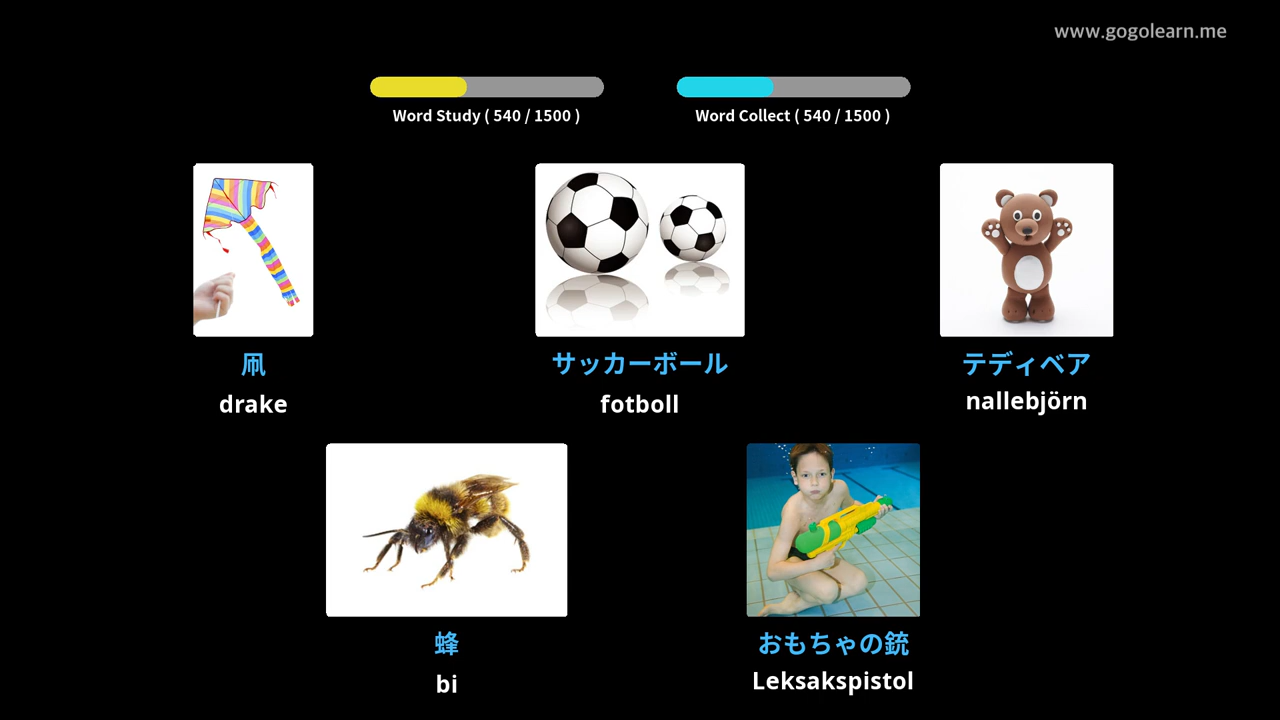 www.gogolearn.me
Word Study ( 540 / 1500 )
Word Collect ( 540 / 1500 )
凧
サッカーボール
テディベア
drake
fotboll
nallebjörn
蜂
おもちゃの銃
bi
Leksakspistol